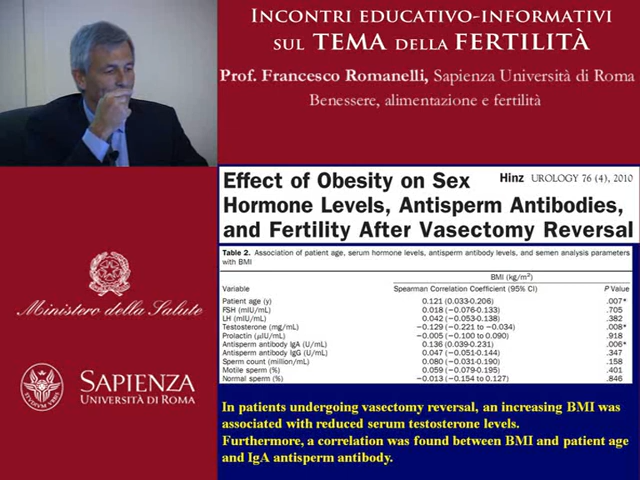 INCONTRI EDUCATIVO-INFORMATIVI
SUL TEMA DELLA FERTILITÀ
Prof. Francesco Romanelli, Sapienza Università di Roma
Benessere, alimentazione e fertilità
Effect of Obesity on Sex Hinz UROLOGY 76 (4), 2010
Hormone Levels, Antisperm Antibodies,
and Fertility After Vasectomy Reversal
Table 2. Association of patient age, serum hormone levels, antisperm antibody levels, and semen analysis parameters
with BMI
BMI (kg/m²)
Variable Spearman Correlation Coefficient (95% CI) P Value
Patient age (y) 0.121 (0.033-0.206) .007*
FSH (mIU/mL) 0.018 (−0.076-0.133) .705
LH (mIU/mL) 0.042 (−0.053-0.138) .382
Testosterone (mg/mL) −0.129 (−0.221 to −0.034) .008*
Prolactin (μIU/mL) −0.005 (−0.100 to 0.090) .918
Antisperm antibody IgA (U/mL) 0.136 (0.039-0.231) .006*
Antisperm antibody IgG (U/mL) 0.047 (−0.051-0.144) .347
Sperm count (million/mL) 0.080 (−0.031-0.190) .158
Motile sperm (%) 0.059 (−0.079-0.195) .401
Normal sperm (%) −0.013 (−0.154 to 0.127) .846
Ministero della Salute
SAPIENZA
UNIVERSITÀ DI ROMA
In patients undergoing vasectomy reversal, an increasing BMI was
associated with reduced serum testosterone levels.
Furthermore, a correlation was found between BMI and patient age
and IgA antisperm antibody.